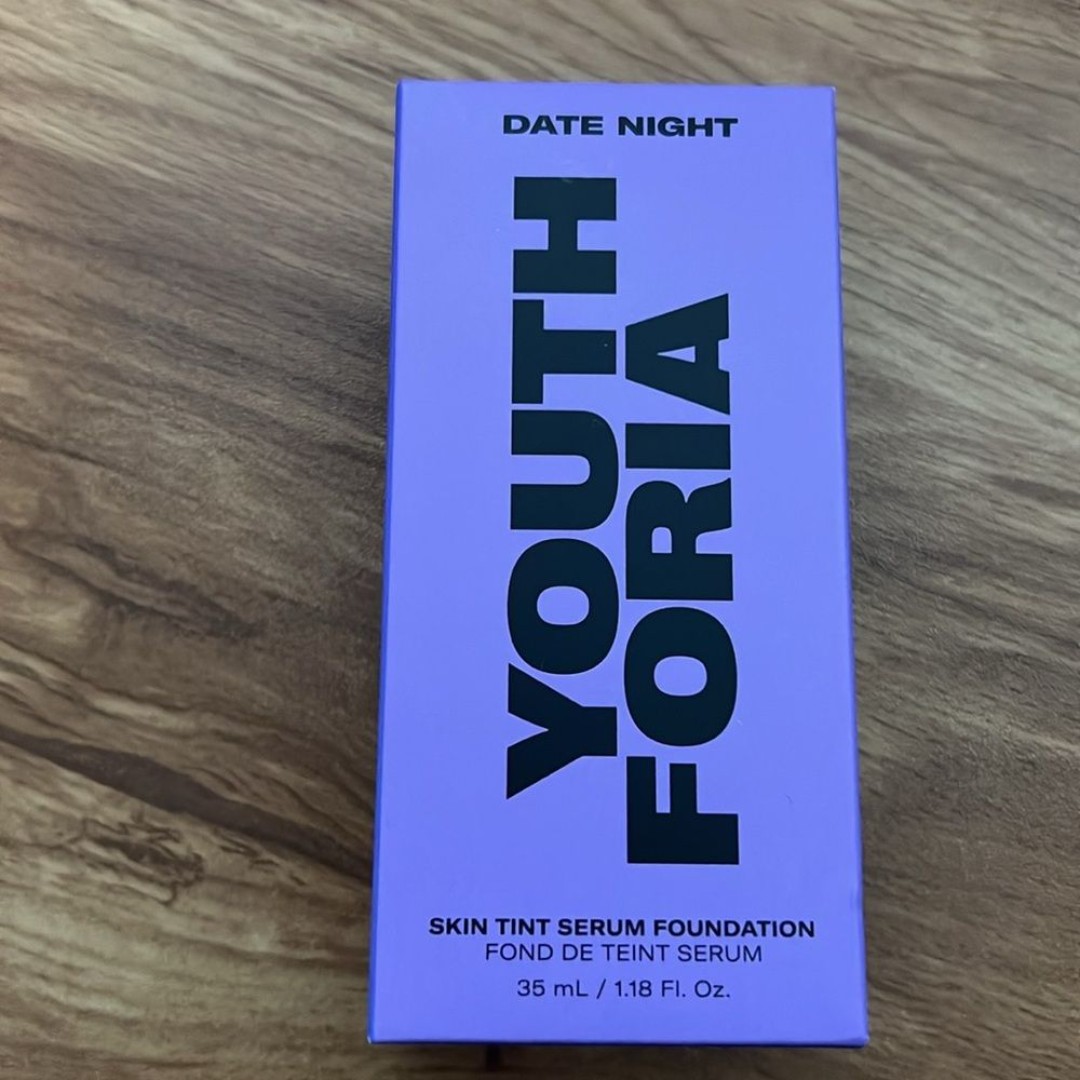 DATE NIGHT
YOUTH
FORIA
SKIN TINT SERUM FOUNDATION
FOND DE TEINT SERUM
35 mL / 1.18 Fl. Oz.